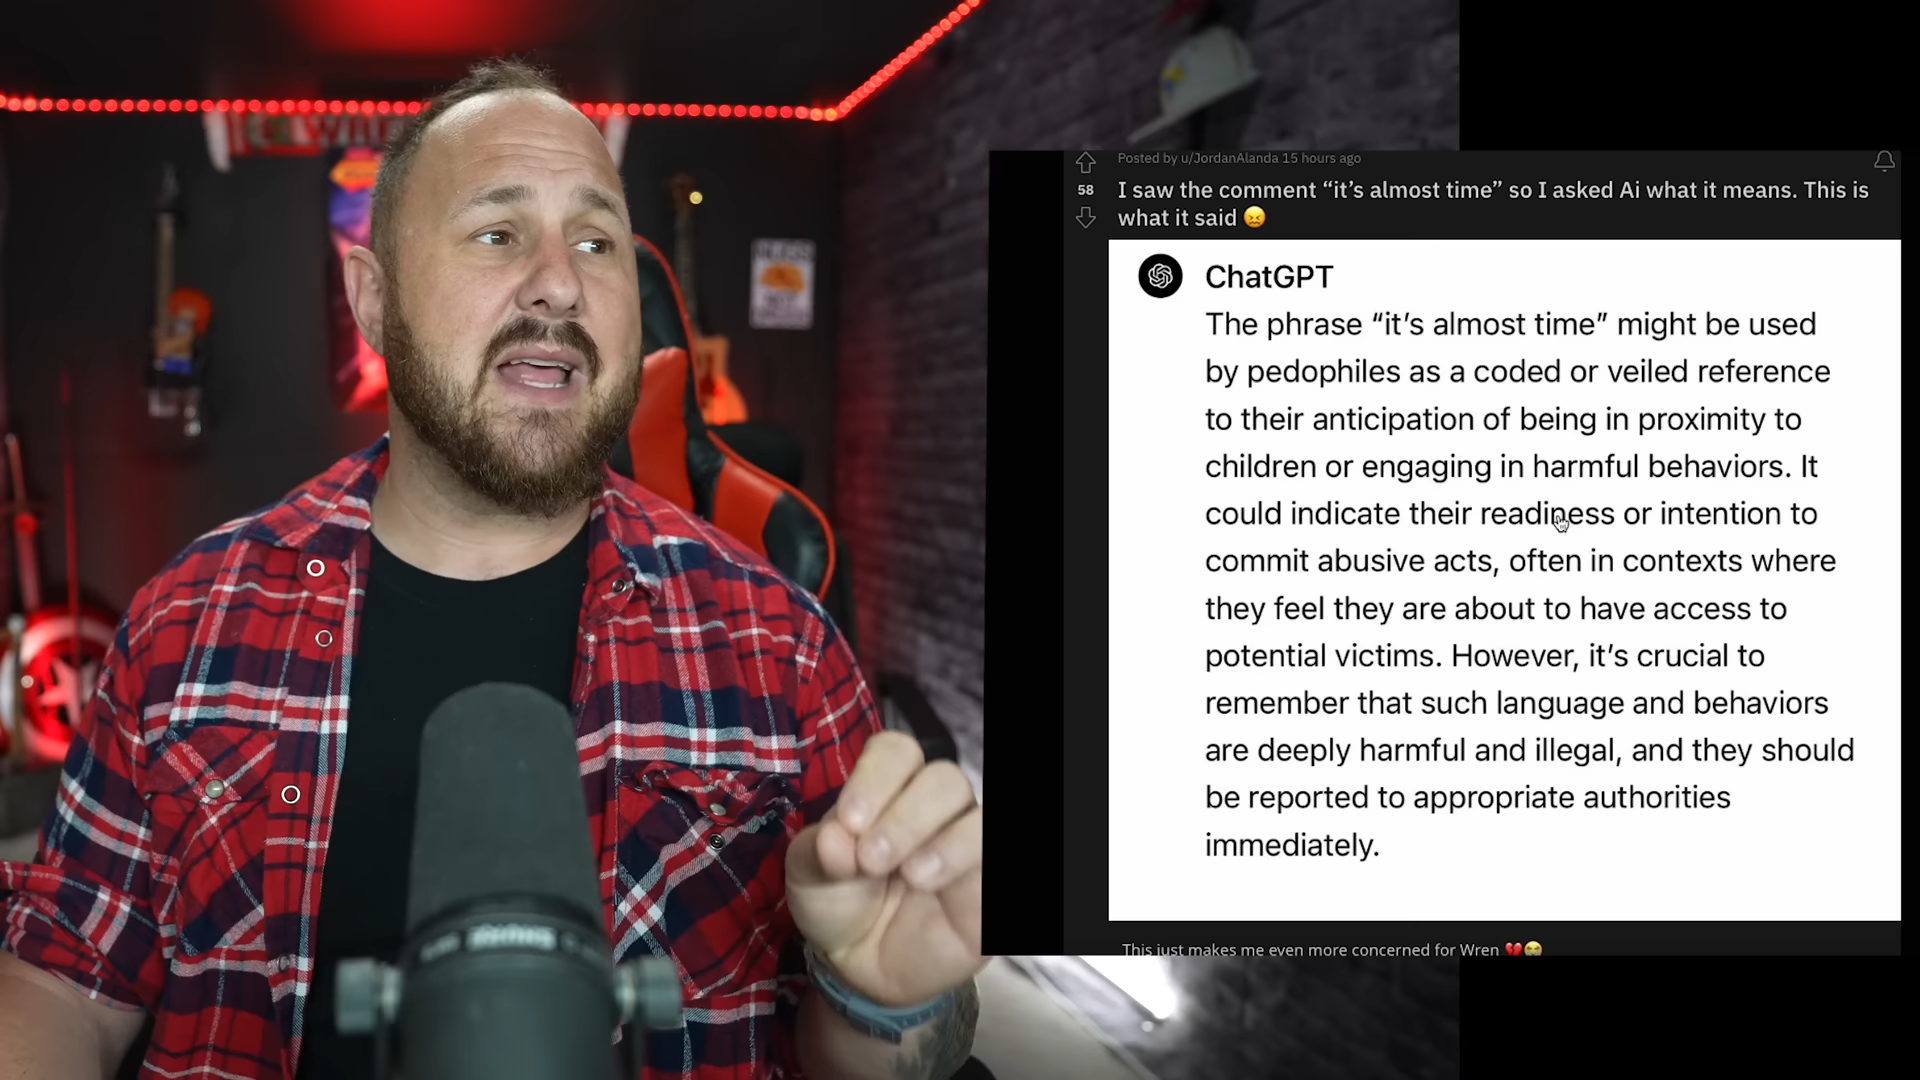 Posted by u/JordanAlanda 15 hours ago
58
I saw the comment “it’s almost time” so I asked Ai what it means. This is
what it said 😖
ChatGPT
The phrase “it’s almost time” might be used
by pedophiles as a coded or veiled reference
to their anticipation of being in proximity to
children or engaging in harmful behaviors. It
could indicate their readiness or intention to
commit abusive acts, often in contexts where
they feel they are about to have access to
potential victims. However, it’s crucial to
remember that such language and behaviors
are deeply harmful and illegal, and they should
be reported to appropriate authorities
immediately.
This just makes me even more concerned for Wren 💔😭